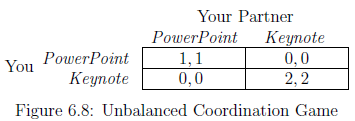 Your Partner
PowerPoint Keynote
You PowerPoint 1, 1 0, 0
Keynote 0, 0 2, 2
Figure 6.8: Unbalanced Coordination Game